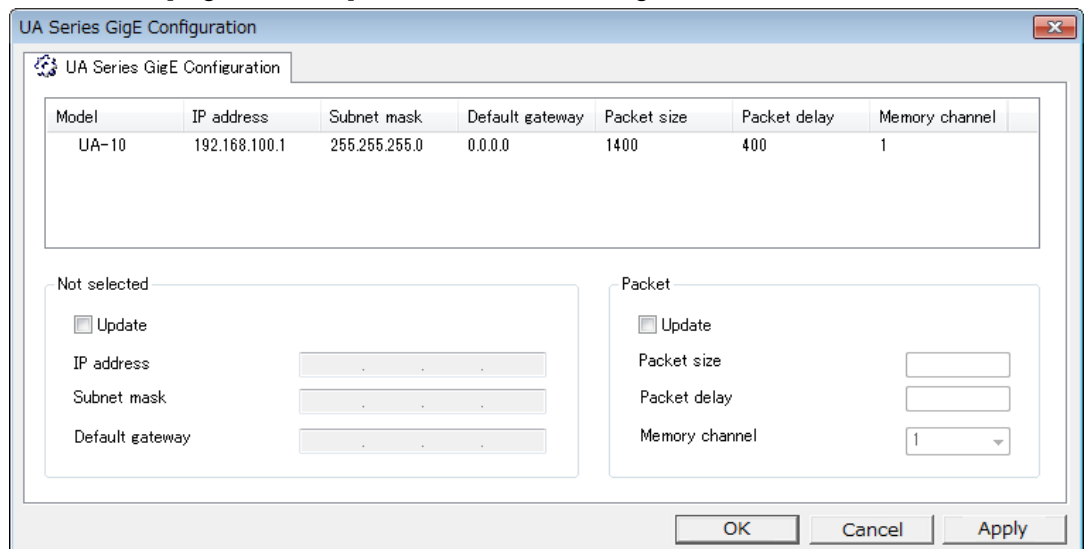 UA Series GigE Configuration
UA Series GigE Configuration
Model IP address Subnet mask Default gateway Packet size Packet delay Memory channel
UA-10 192.168.100.1 255.255.255.0 0.0.0.0 1400 400 1
Not selected
Update
IP address . . .
Subnet mask . . .
Default gateway . . .
Packet
Update
Packet size
Packet delay
Memory channel 1
OK Cancel Apply